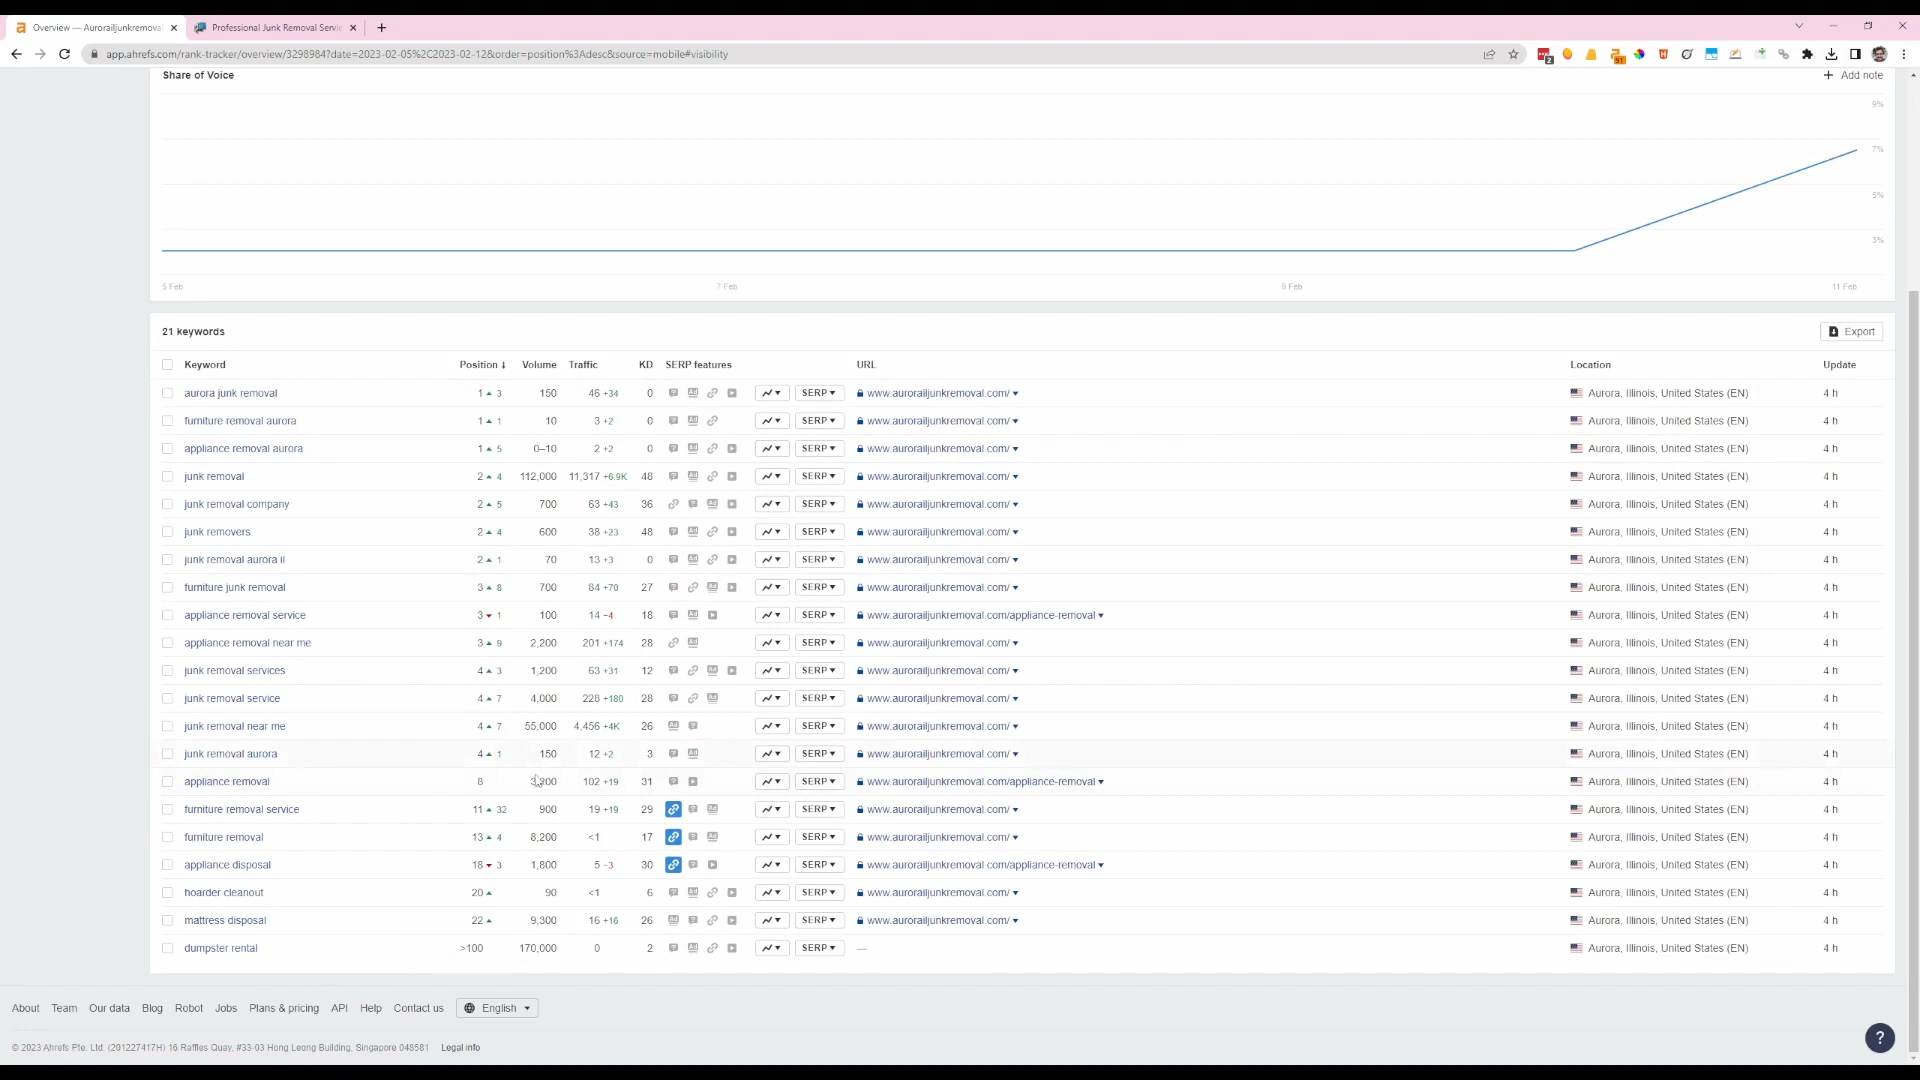 Overview — Aurorailjunkremoval
Professional Junk Removal Servic
app.ahrefs.com/rank-tracker/overview/3298984?date=2023-02-05%2C2023-02-12&order=position%3Adesc&source=mobile#visibility
Share of Voice
Add note
9%
7%
5%
3%
5 Feb 7 Feb 9 Feb 11 Feb
21 keywords Export
Keyword Position Volume Traffic KD SERP features URL Location Update
aurora junk removal 1 3 150 46 +34 0 SERP www.aurorailjunkremoval.com/ Aurora, Illinois, United States (EN) 4 h
furniture removal aurora 1 1 10 3 +2 0 SERP www.aurorailjunkremoval.com/ Aurora, Illinois, United States (EN) 4 h
appliance removal aurora 1 5 0–10 2 +2 0 SERP www.aurorailjunkremoval.com/ Aurora, Illinois, United States (EN) 4 h
junk removal 2 4 112,000 11,317 +6.9K 48 SERP www.aurorailjunkremoval.com/ Aurora, Illinois, United States (EN) 4 h
junk removal company 2 5 700 63 +43 36 SERP www.aurorailjunkremoval.com/ Aurora, Illinois, United States (EN) 4 h
junk removers 2 4 600 38 +23 48 SERP www.aurorailjunkremoval.com/ Aurora, Illinois, United States (EN) 4 h
junk removal aurora il 2 1 70 13 +3 0 SERP www.aurorailjunkremoval.com/ Aurora, Illinois, United States (EN) 4 h
furniture junk removal 3 8 700 84 +70 27 SERP www.aurorailjunkremoval.com/ Aurora, Illinois, United States (EN) 4 h
appliance removal service 3 1 100 14 −4 18 SERP www.aurorailjunkremoval.com/appliance-removal Aurora, Illinois, United States (EN) 4 h
appliance removal near me 3 9 2,200 201 +174 28 SERP www.aurorailjunkremoval.com/ Aurora, Illinois, United States (EN) 4 h
junk removal services 4 3 1,200 63 +31 12 SERP www.aurorailjunkremoval.com/ Aurora, Illinois, United States (EN) 4 h
junk removal service 4 7 4,000 228 +180 28 SERP www.aurorailjunkremoval.com/ Aurora, Illinois, United States (EN) 4 h
junk removal near me 4 7 55,000 4,456 +4K 26 SERP www.aurorailjunkremoval.com/ Aurora, Illinois, United States (EN) 4 h
junk removal aurora 4 1 150 12 +2 3 SERP www.aurorailjunkremoval.com/ Aurora, Illinois, United States (EN) 4 h
appliance removal 8 102 +19 31 SERP www.aurorailjunkremoval.com/appliance-removal Aurora, Illinois, United States (EN) 4 h
furniture removal service 11 32 900 19 +19 29 SERP www.aurorailjunkremoval.com/ Aurora, Illinois, United States (EN) 4 h
furniture removal 13 4 8,200 <1 17 SERP www.aurorailjunkremoval.com/ Aurora, Illinois, United States (EN) 4 h
appliance disposal 18 3 1,800 5 −3 30 SERP www.aurorailjunkremoval.com/appliance-removal Aurora, Illinois, United States (EN) 4 h
hoarder cleanout 20 90 <1 6 SERP www.aurorailjunkremoval.com/ Aurora, Illinois, United States (EN) 4 h
mattress disposal 22 9,300 16 +16 26 SERP www.aurorailjunkremoval.com/ Aurora, Illinois, United States (EN) 4 h
dumpster rental >100 170,000 0 2 SERP — Aurora, Illinois, United States (EN) 4 h
About Team Our data Blog Robot Jobs Plans & pricing API Help Contact us English
© 2023 Ahrefs Pte. Ltd. (201227417H) 16 Raffles Quay, #33-03 Hong Leong Building, Singapore 048581 Legal info
?